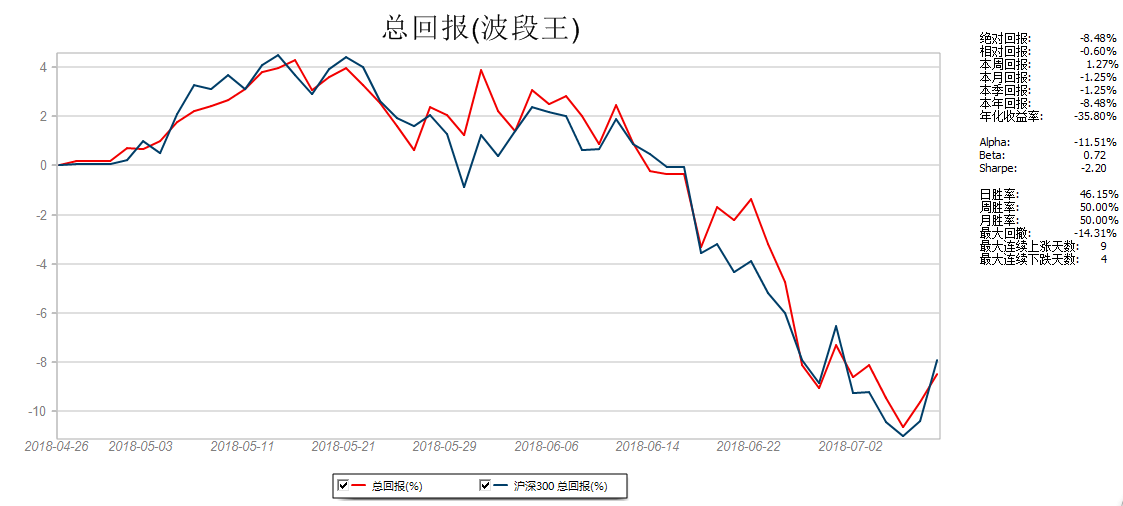 总回报(波段王)
4
2
0
-2
-4
-6
-8
-10
2018-04-26 2018-05-03 2018-05-11 2018-05-21 2018-05-29 2018-06-06 2018-06-14 2018-06-22 2018-07-02
总回报(%) 沪深300 总回报(%)
绝对回报: -8.48%
相对回报: -0.60%
本周回报: 1.27%
本月回报: -1.25%
本季回报: -1.25%
本年回报: -8.48%
年化收益率: -35.80%
Alpha: -11.51%
Beta: 0.72
Sharpe: -2.20
日胜率: 46.15%
周胜率: 50.00%
月胜率: 50.00%
最大回撤: -14.31%
最大连续上涨天数: 9
最大连续下跌天数: 4